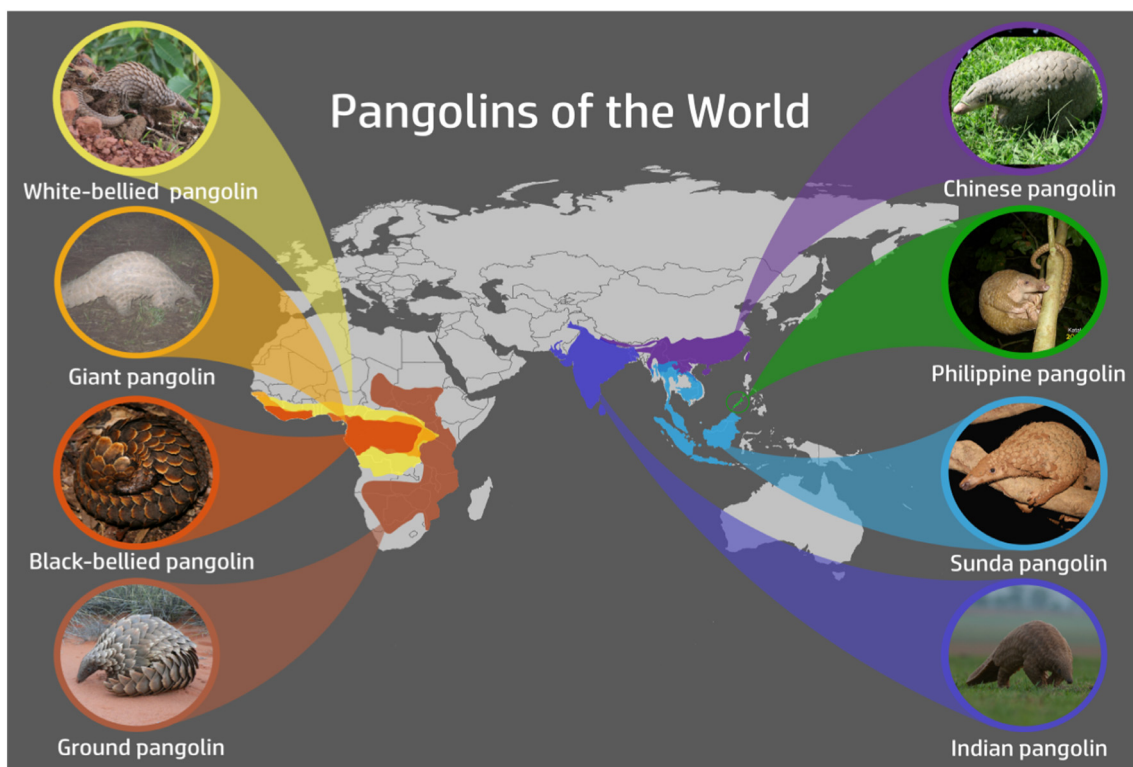 Pangolins of the World
White-bellied pangolin
Giant pangolin
Black-bellied pangolin
Ground pangolin
Chinese pangolin
Philippine pangolin
Sunda pangolin
Indian pangolin